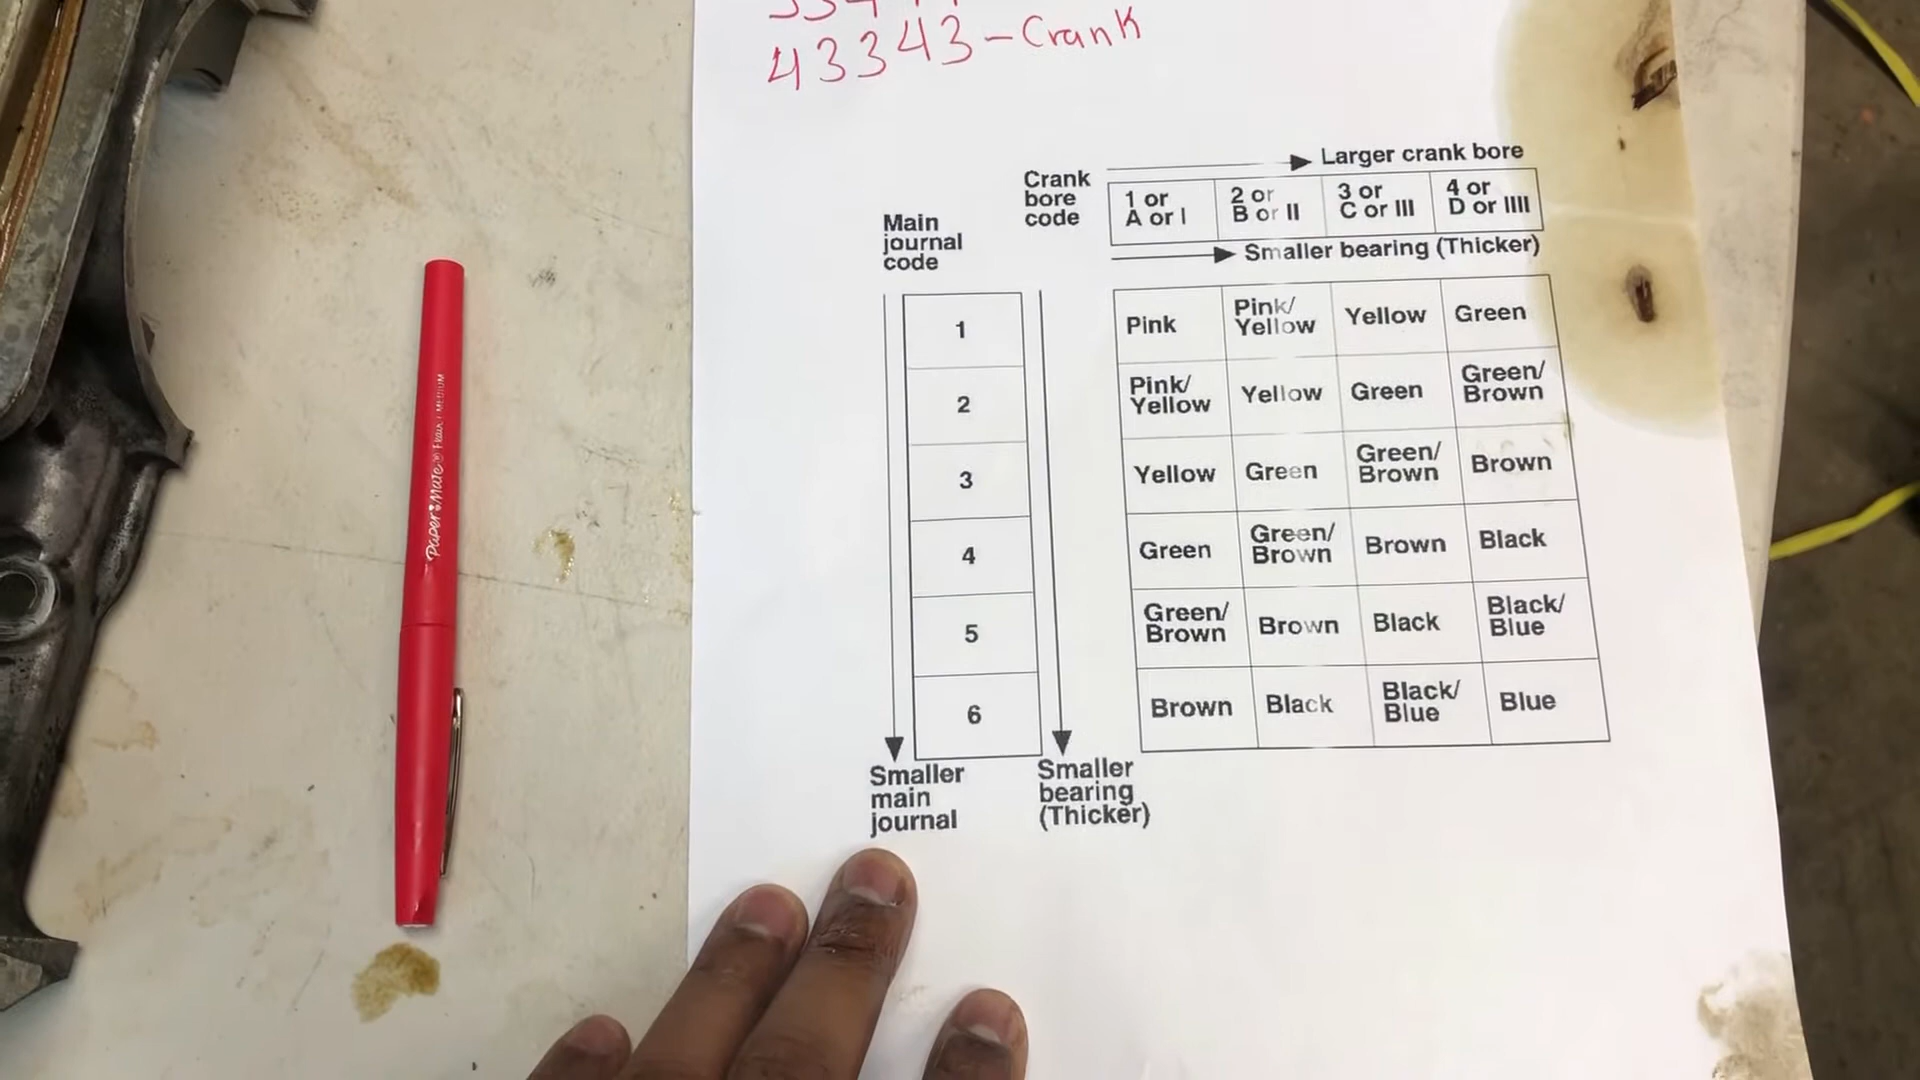 43343-Crank
Larger crank bore
Crank
bore
code
1 or
A or I
2 or
B or II
3 or
C or III
4 or
D or IIII
Smaller bearing (Thicker)
Main
journal
code
1
Pink
Pink/
Yellow
Yellow
Green
2
Pink/
Yellow
Yellow
Green
Green/
Brown
3
Yellow
Green
Green/
Brown
Brown
4
Green
Green/
Brown
Brown
Black
5
Green/
Brown
Brown
Black
Black/
Blue
6
Brown
Black
Black/
Blue
Blue
Smaller
main
journal
Smaller
bearing
(Thicker)
Paper Mate Flair MEDIUM